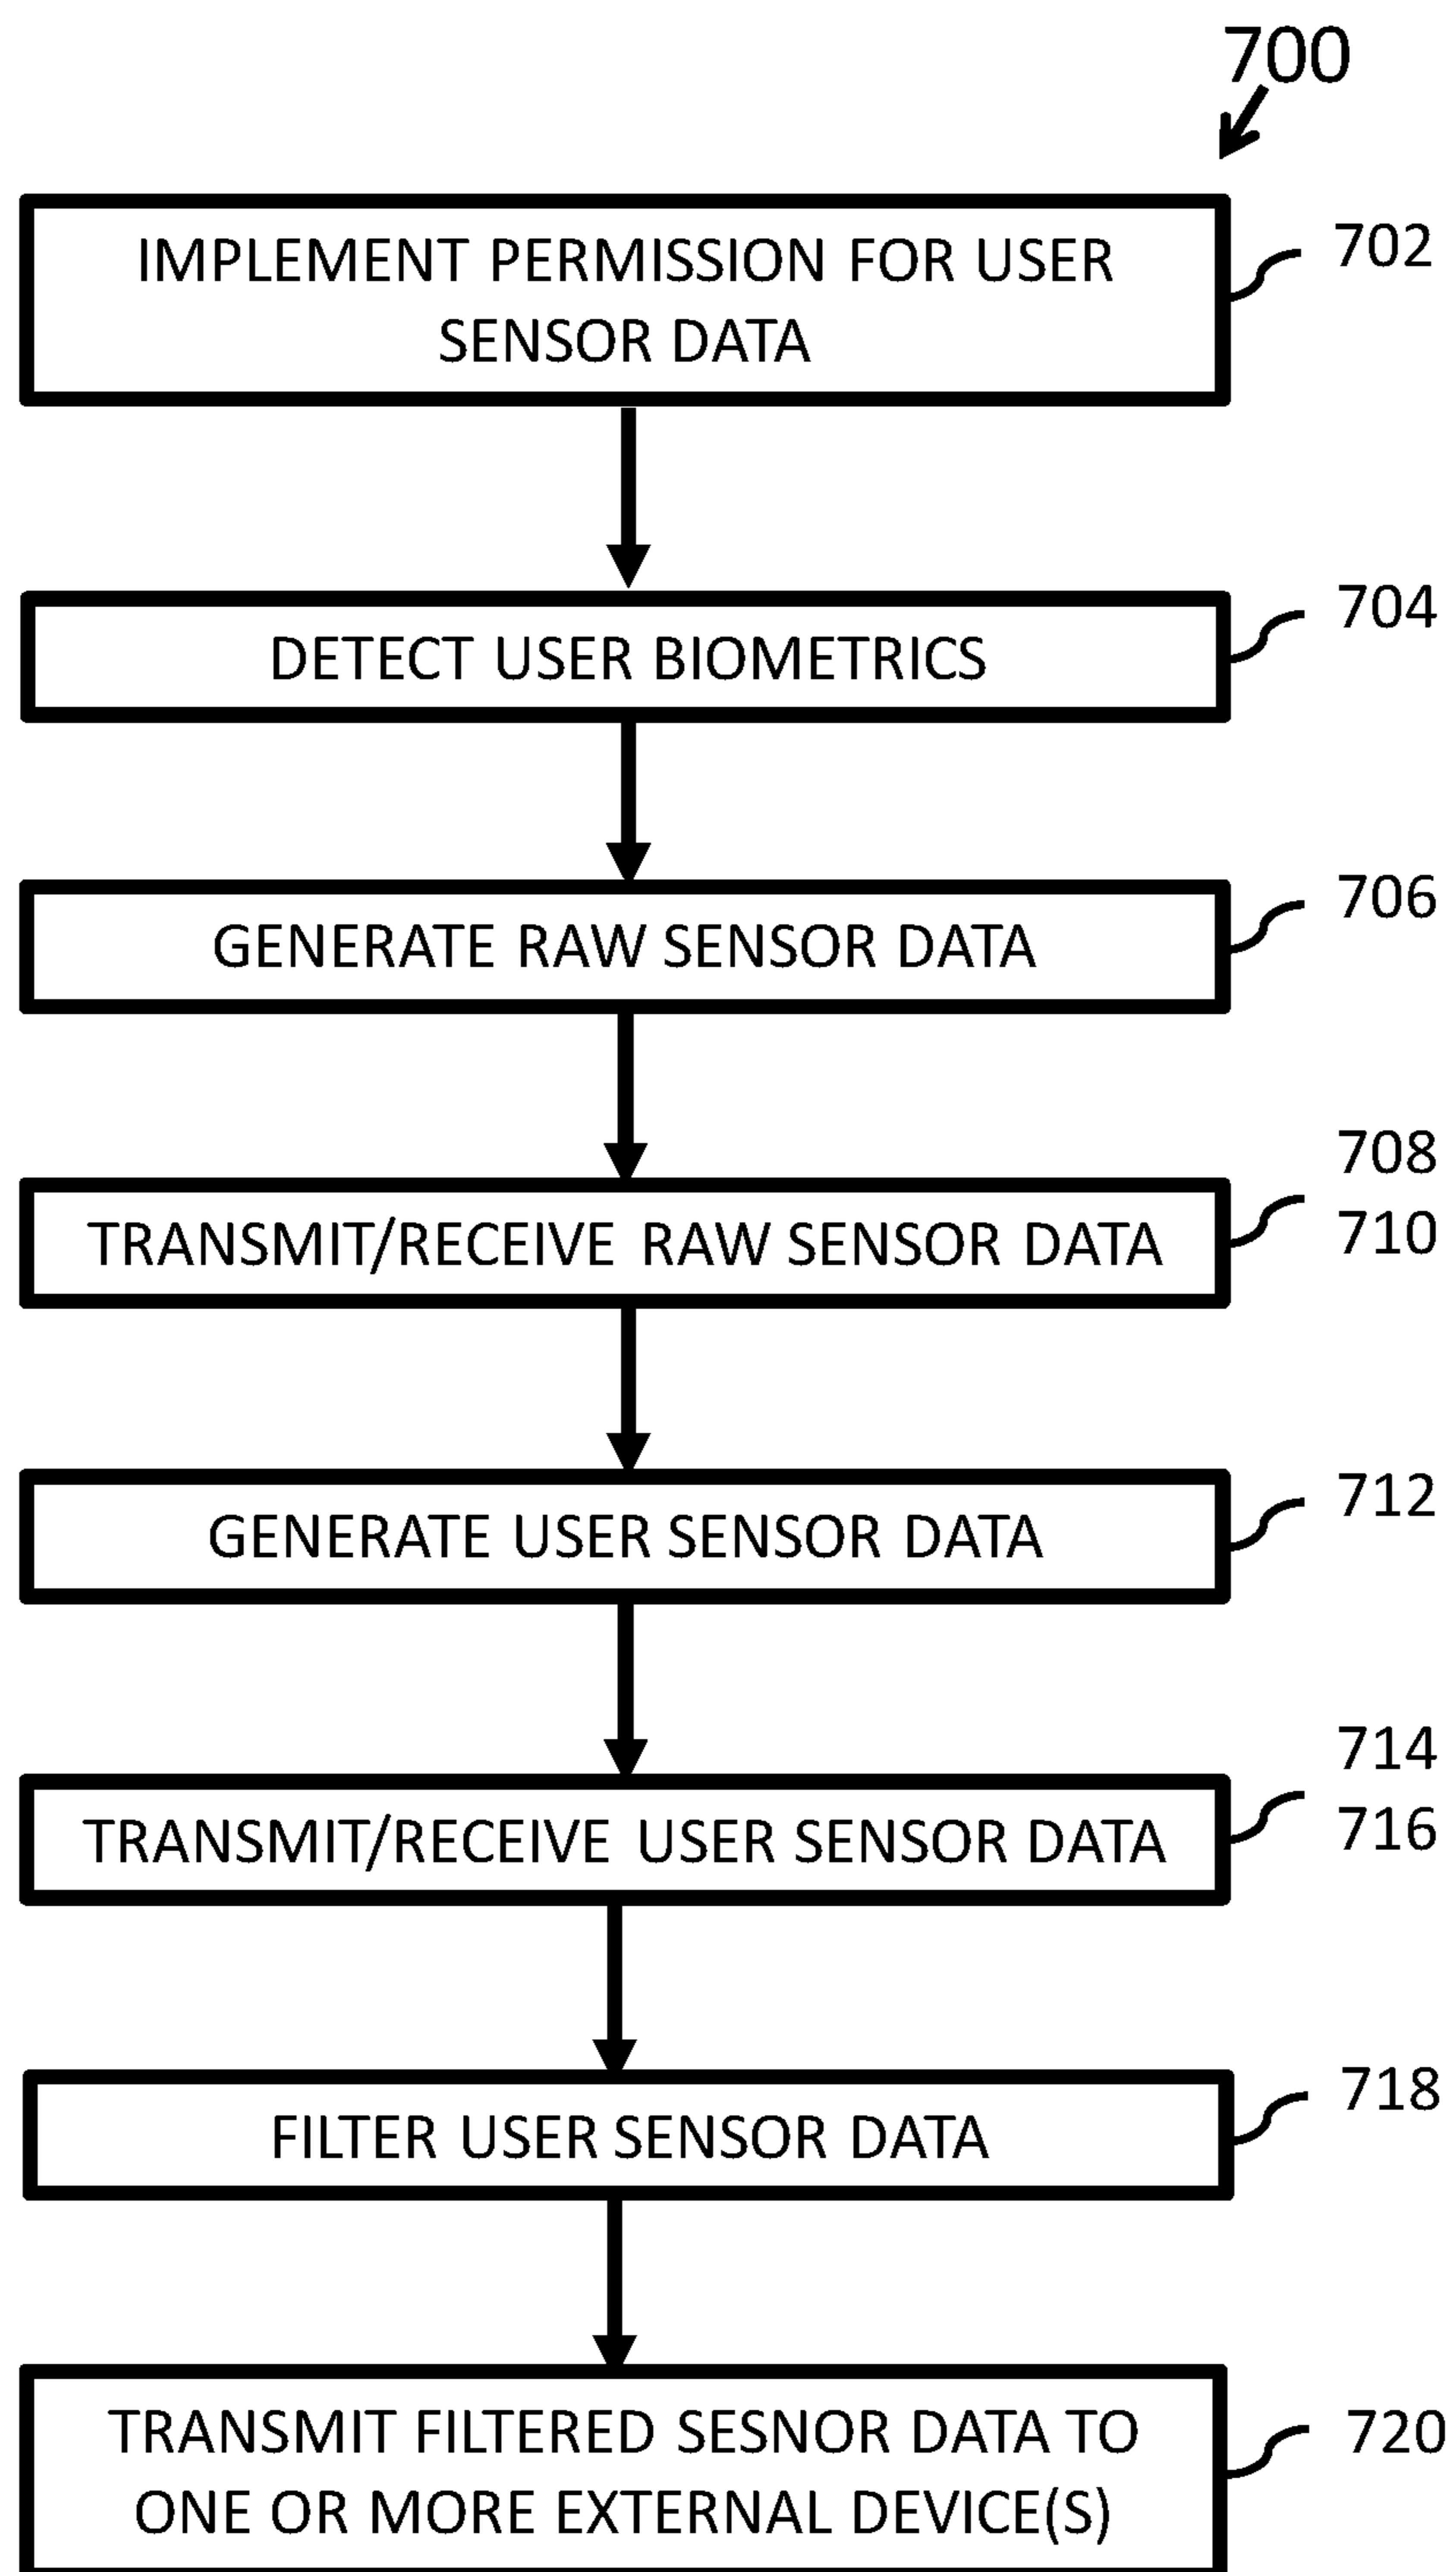 700
IMPLEMENT PERMISSION FOR USER
SENSOR DATA
702
DETECT USER BIOMETRICS
704
GENERATE RAW SENSOR DATA
706
TRANSMIT/RECEIVE RAW SENSOR DATA
708
710
GENERATE USER SENSOR DATA
712
TRANSMIT/RECEIVE USER SENSOR DATA
714
716
FILTER USER SENSOR DATA
718
TRANSMIT FILTERED SESNOR DATA TO
ONE OR MORE EXTERNAL DEVICE(S)
720